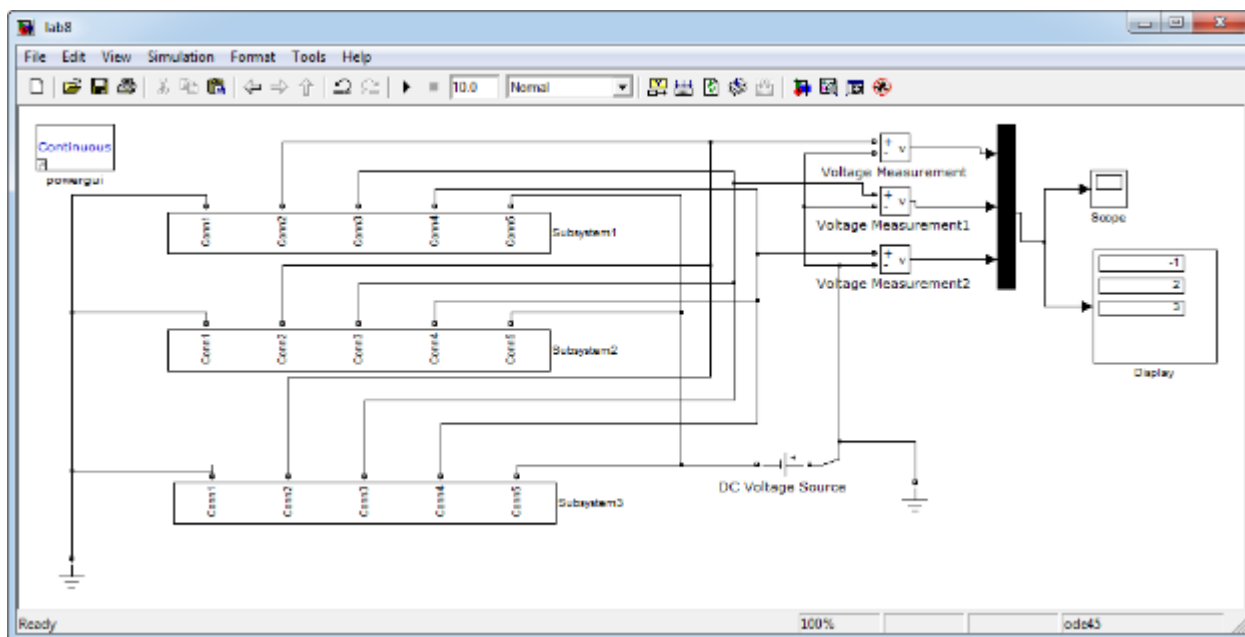 lab8
File Edit View Simulation Format Tools Help
10.0 Normal
Continuous
powergui
Conn1 Conn2 Conn3 Conn4 Conn5
Subsystem1
Conn1 Conn2 Conn3 Conn4 Conn5
Subsystem2
Conn1 Conn2 Conn3 Conn4 Conn5
Subsystem3
DC Voltage Source
+
- v
Voltage Measurement
+
- v
Voltage Measurement1
+
- v
Voltage Measurement2
Scope
-1
2
3
Display
Ready 100% ode45